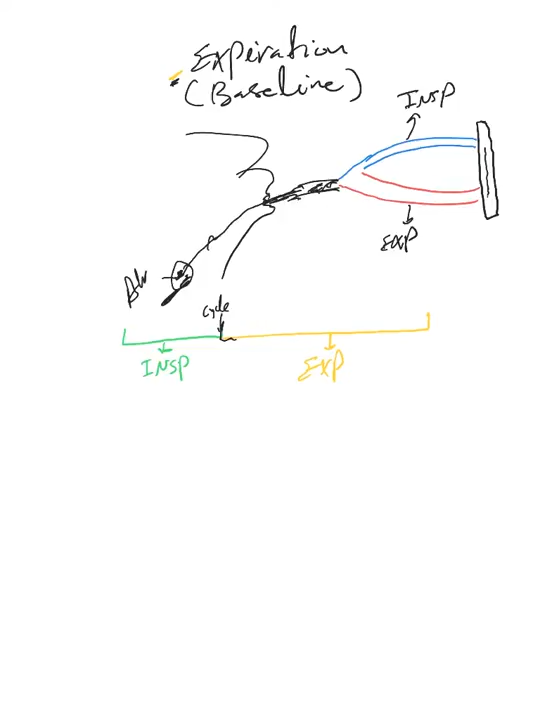 Expiration
(Baseline)
INSP
EXP
cycle
INSP
EXP